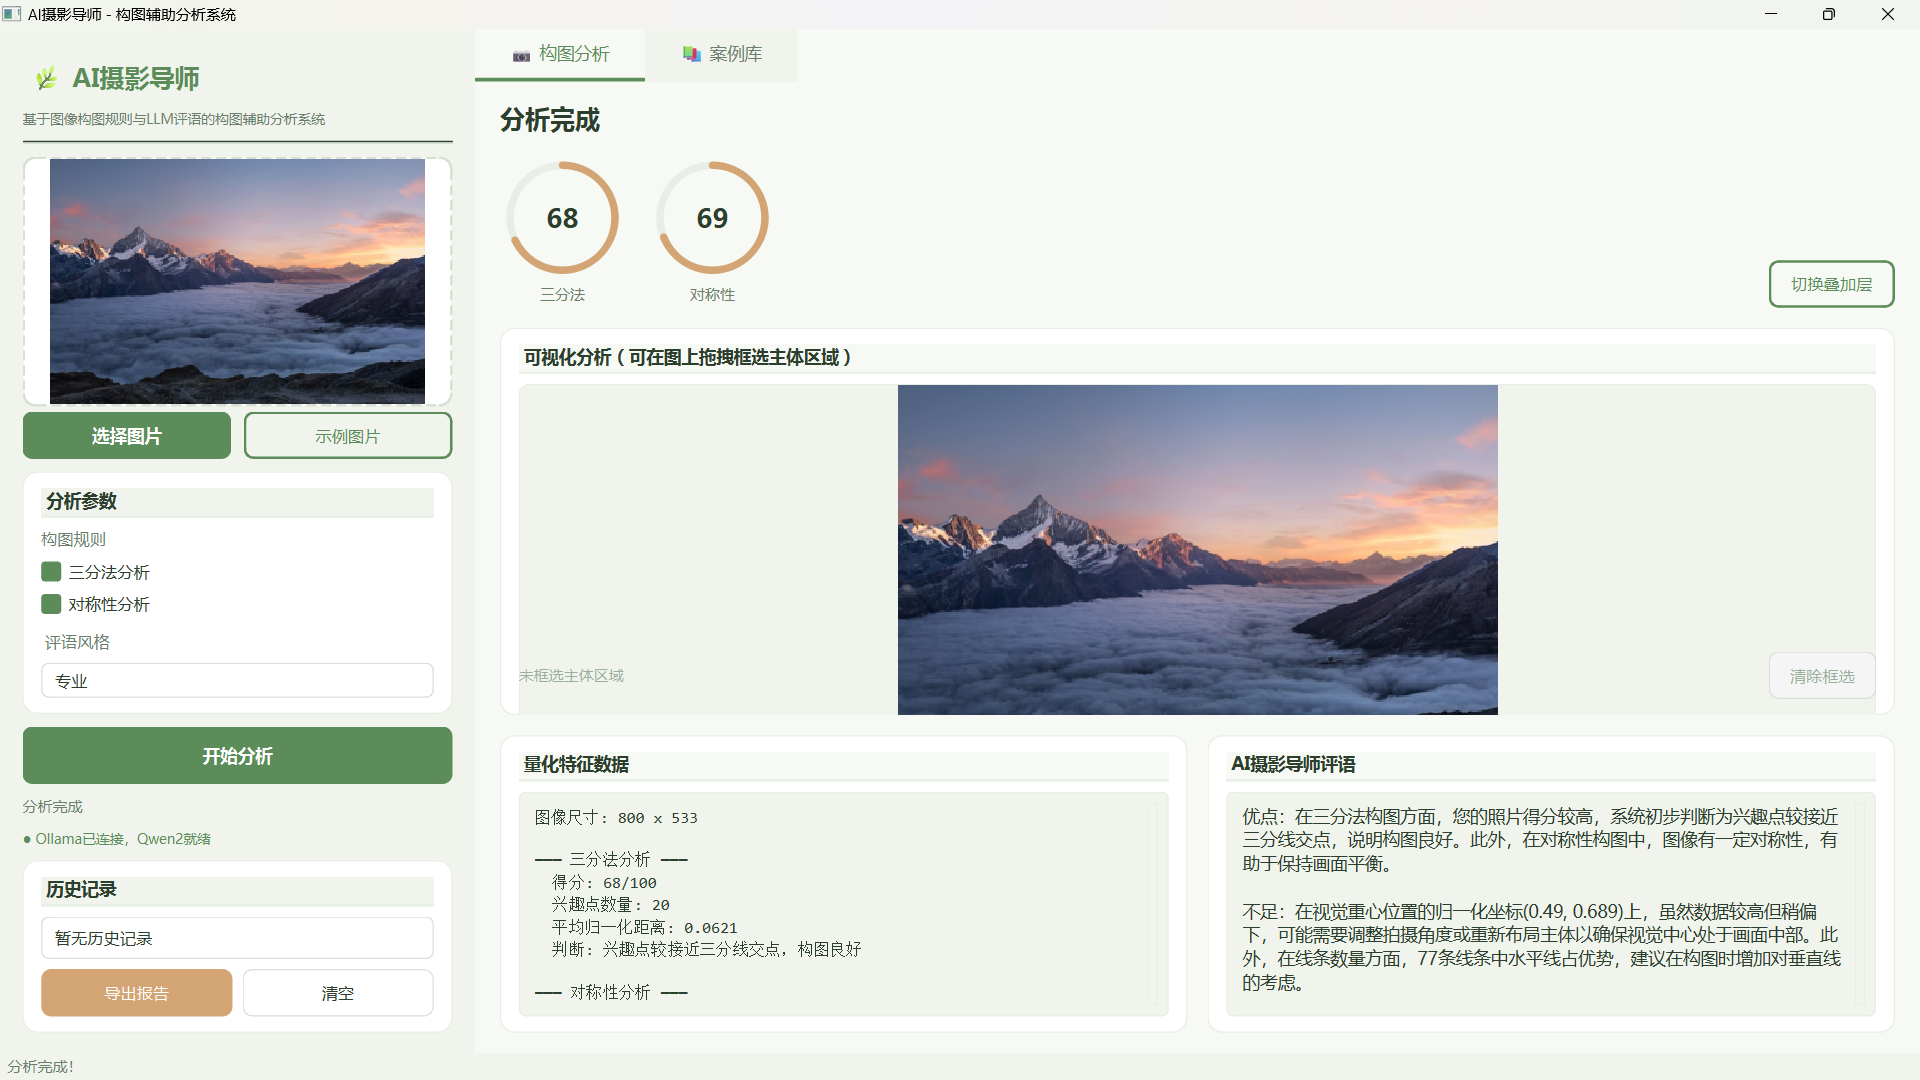 AI摄影导师 - 构图辅助分析系统
AI摄影导师
基于图像构图规则与LLM评语的构图辅助分析系统
选择图片
示例图片
分析参数
构图规则
三分法分析
对称性分析
评语风格
专业
开始分析
分析完成
● Ollama已连接，Qwen2就绪
历史记录
暂无历史记录
导出报告
清空
分析完成！
构图分析
案例库
分析完成
68
三分法
69
对称性
切换叠加层
可视化分析（可在图上拖拽框选主体区域）
未框选主体区域
清除框选
量化特征数据
图像尺寸: 800 x 533
—— 三分法分析 ——
得分: 68/100
兴趣点数量: 20
平均归一化距离: 0.0621
判断: 兴趣点较接近三分线交点，构图良好
—— 对称性分析 ——
AI摄影导师评语
优点：在三分法构图方面，您的照片得分较高，系统初步判断为兴趣点较接近
三分线交点，说明构图良好。此外，在对称性构图中，图像有一定对称性，有
助于保持画面平衡。
不足：在视觉重心位置的归一化坐标(0.49, 0.689)上，虽然数据较高但稍偏
下，可能需要调整拍摄角度或重新布局主体以确保视觉中心处于画面中部。此
外，在线条数量方面，77条线条中水平线占优势，建议在构图时增加对垂直线
的考虑。